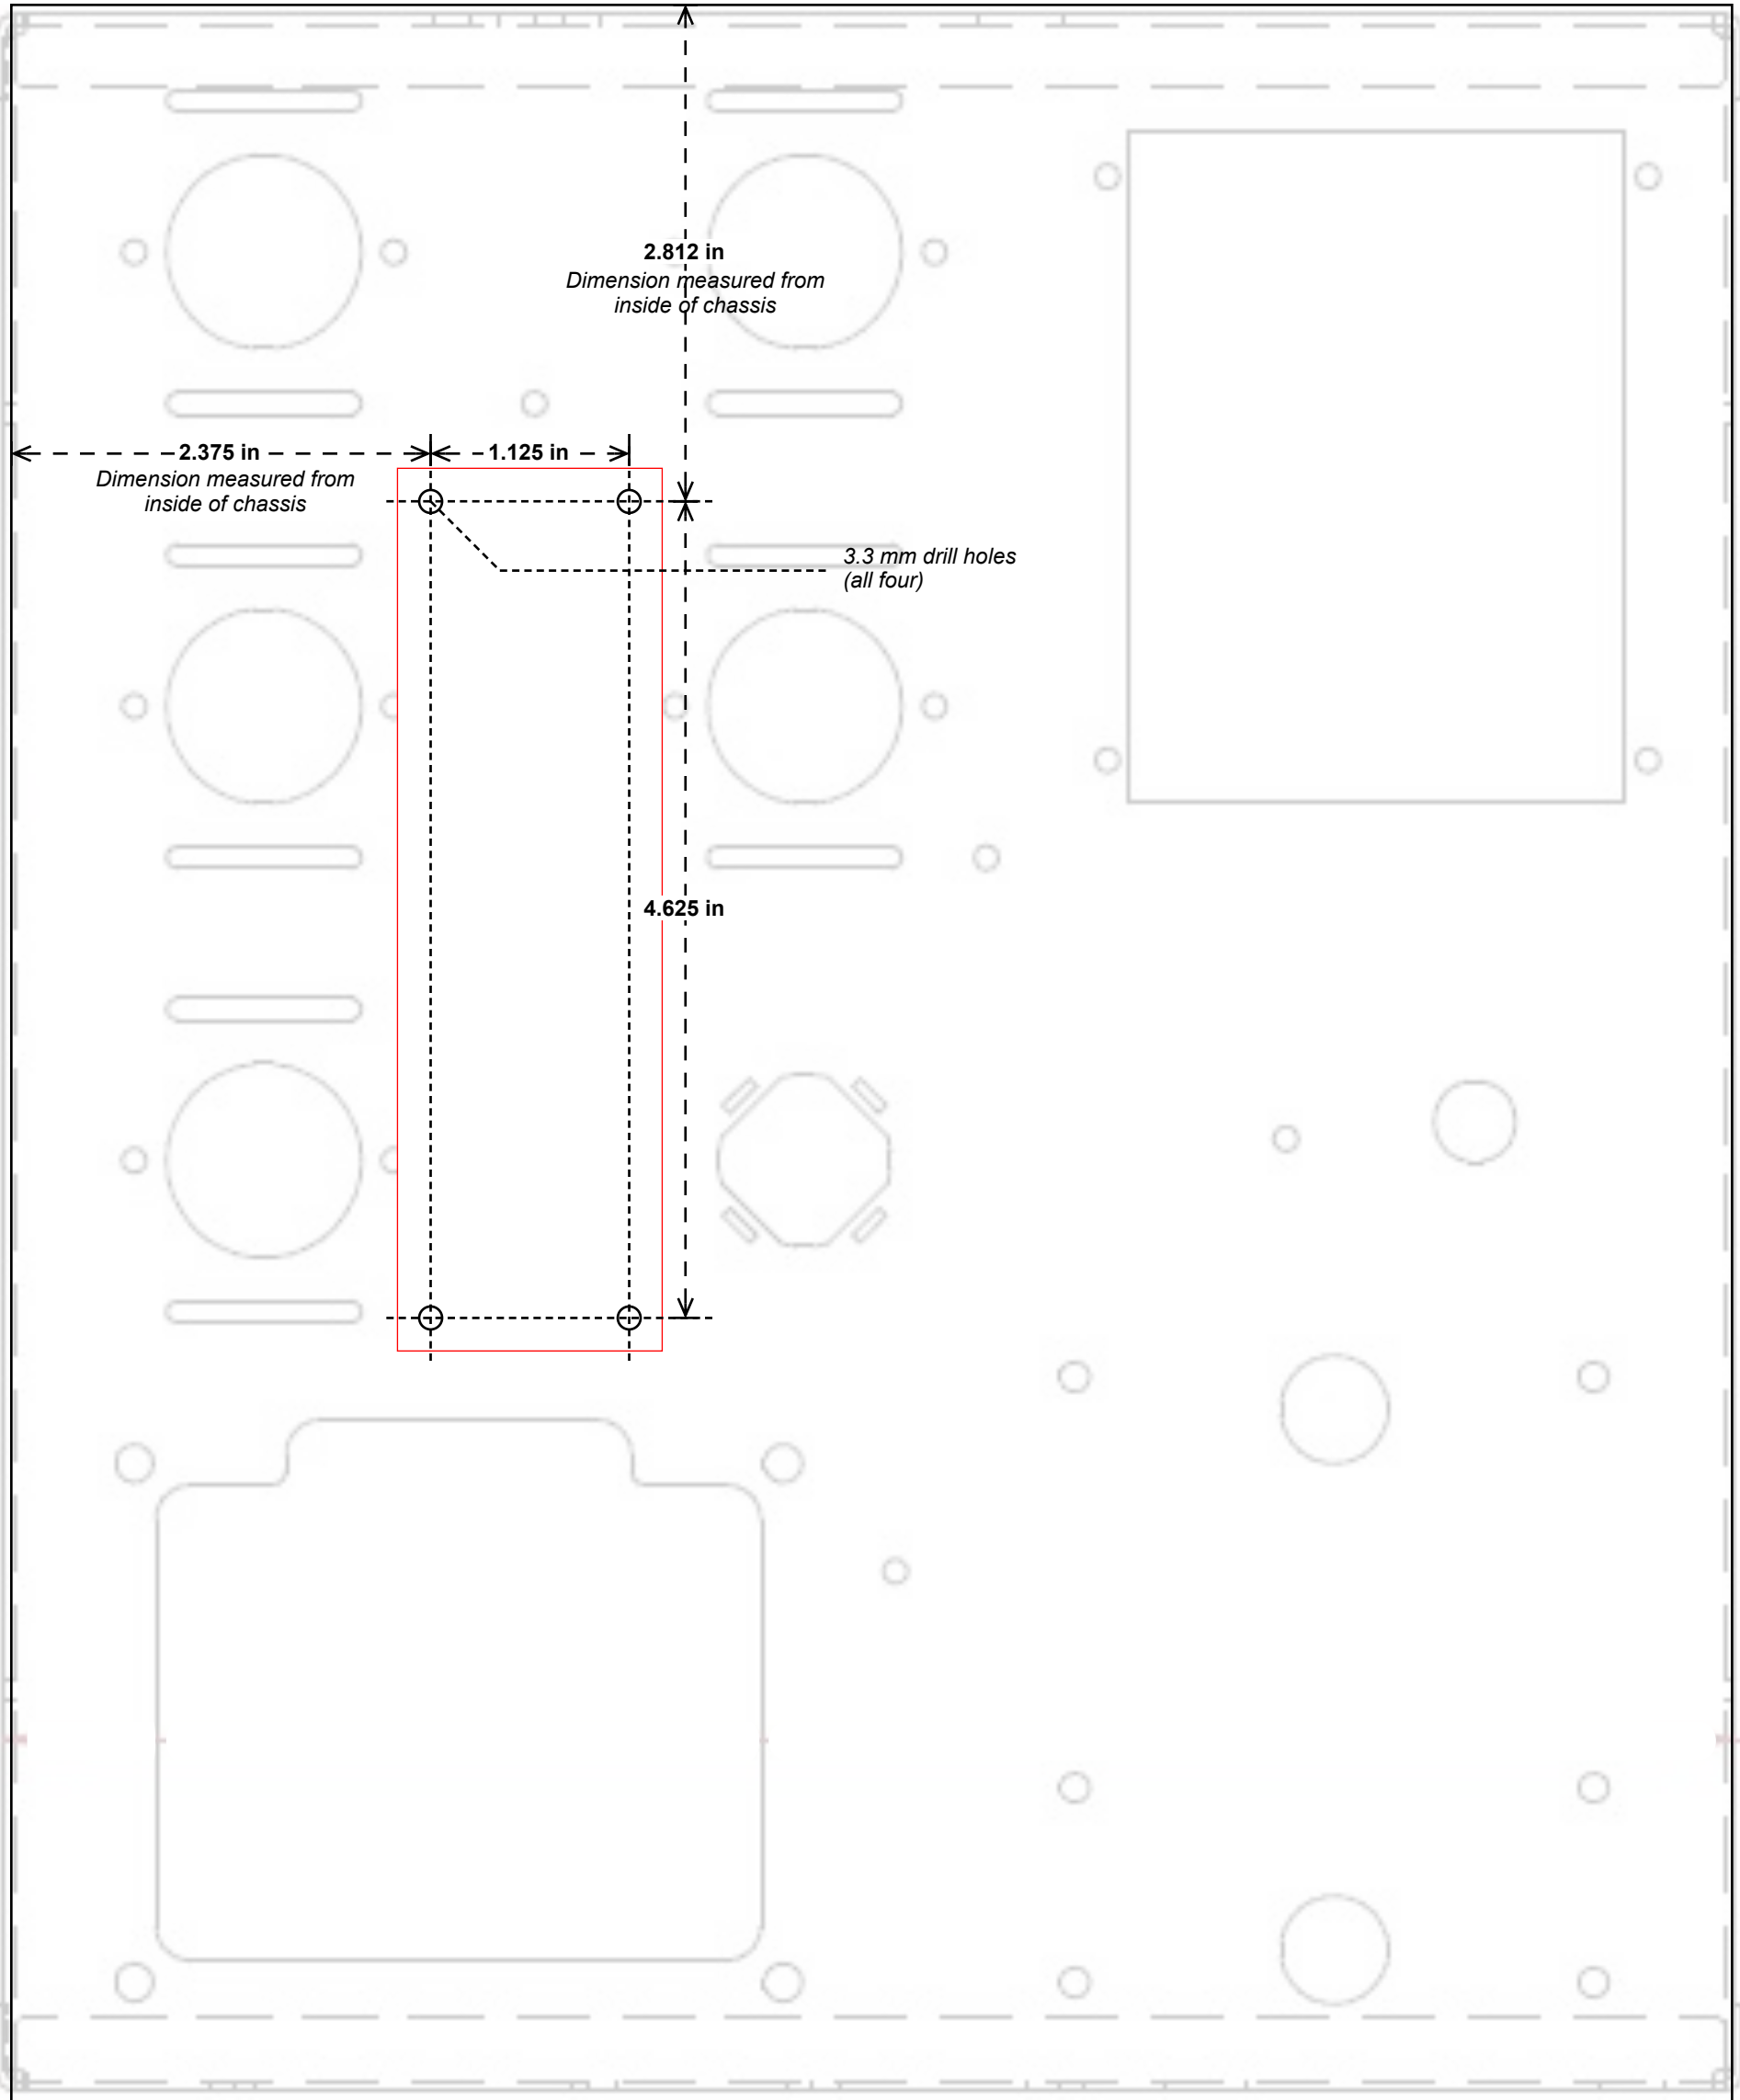 2.812 in
Dimension measured from
inside of chassis
2.375 in
1.125 in
Dimension measured from
inside of chassis
3.3 mm drill holes
(all four)
4.625 in